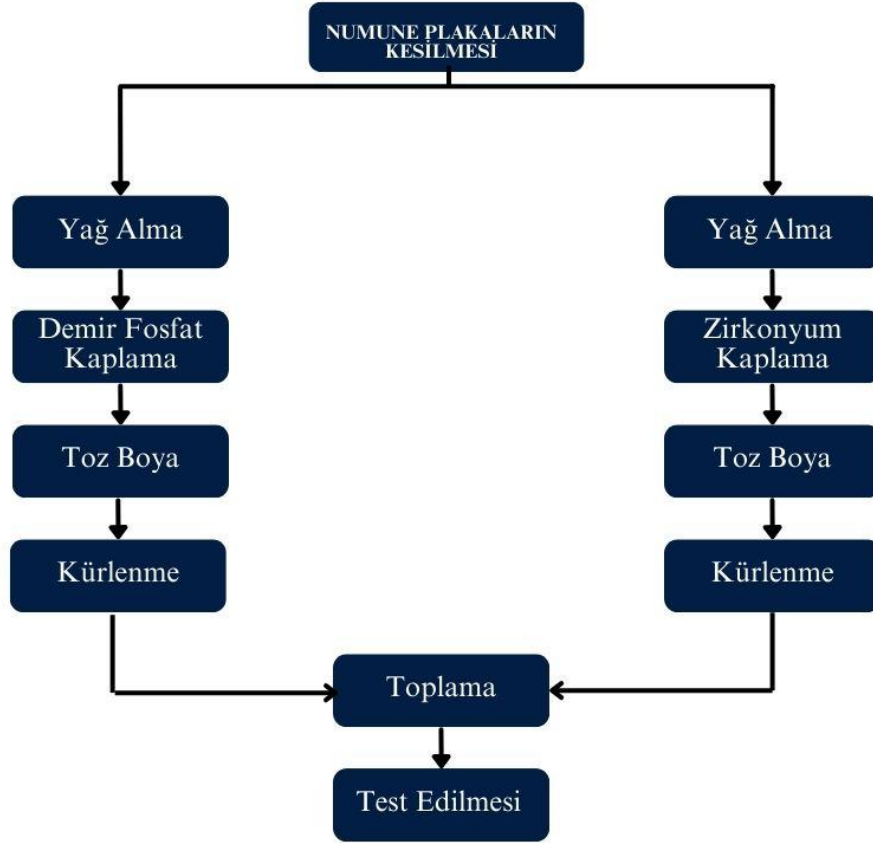 NUMUNE PLAKALARIN
KESİLMESİ
Yağ Alma
Demir Fosfat
Kaplama
Toz Boya
Kürlenme
Yağ Alma
Zirkonyum
Kaplama
Toz Boya
Kürlenme
Toplama
Test Edilmesi